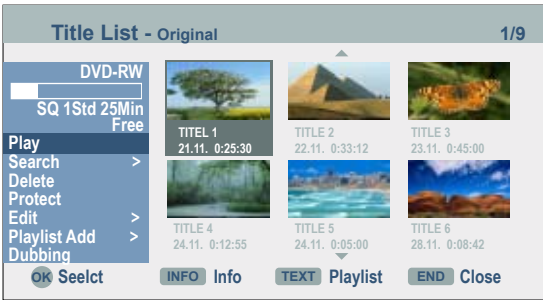 Title List - Original 1/9
DVD-RW
SQ 1Std 25Min
Free
Play
Search >
Delete
Protect
Edit >
Playlist Add >
Dubbing
TITEL 1
21.11. 0:25:30
TITLE 2
22.11. 0:33:12
TITLE 3
23.11. 0:45:00
TITLE 4
24.11. 0:12:55
TITLE 5
24.11. 0:05:00
TITLE 6
28.11. 0:08:42
OK Seelct INFO Info TEXT Playlist END Close